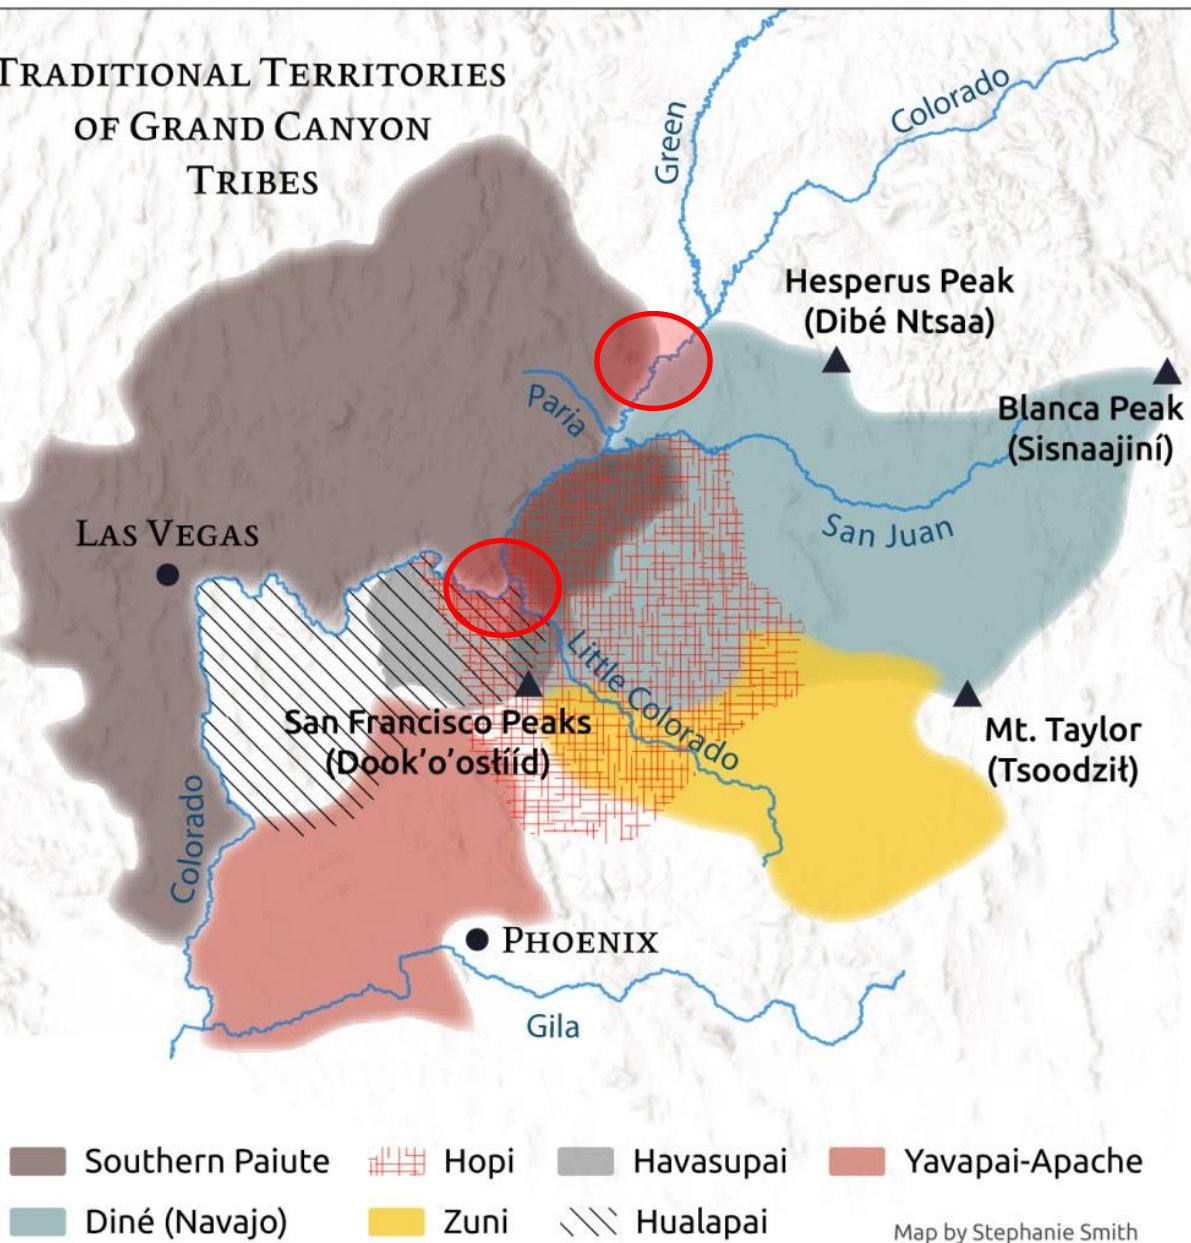 TRADITIONAL TERRITORIES
OF GRAND CANYON
TRIBES
Green
Colorado
Hesperus Peak
(Dibé Ntsaa)
Blanca Peak
(Sisnaajiní)
Paria
LAS VEGAS
San Juan
Little Colorado
San Francisco Peaks
(Dook’o’osłííd)
Mt. Taylor
(Tsoodził)
Colorado
PHOENIX
Gila
Southern Paiute
Hopi
Havasupai
Yavapai-Apache
Diné (Navajo)
Zuni
Hualapai
Map by Stephanie Smith